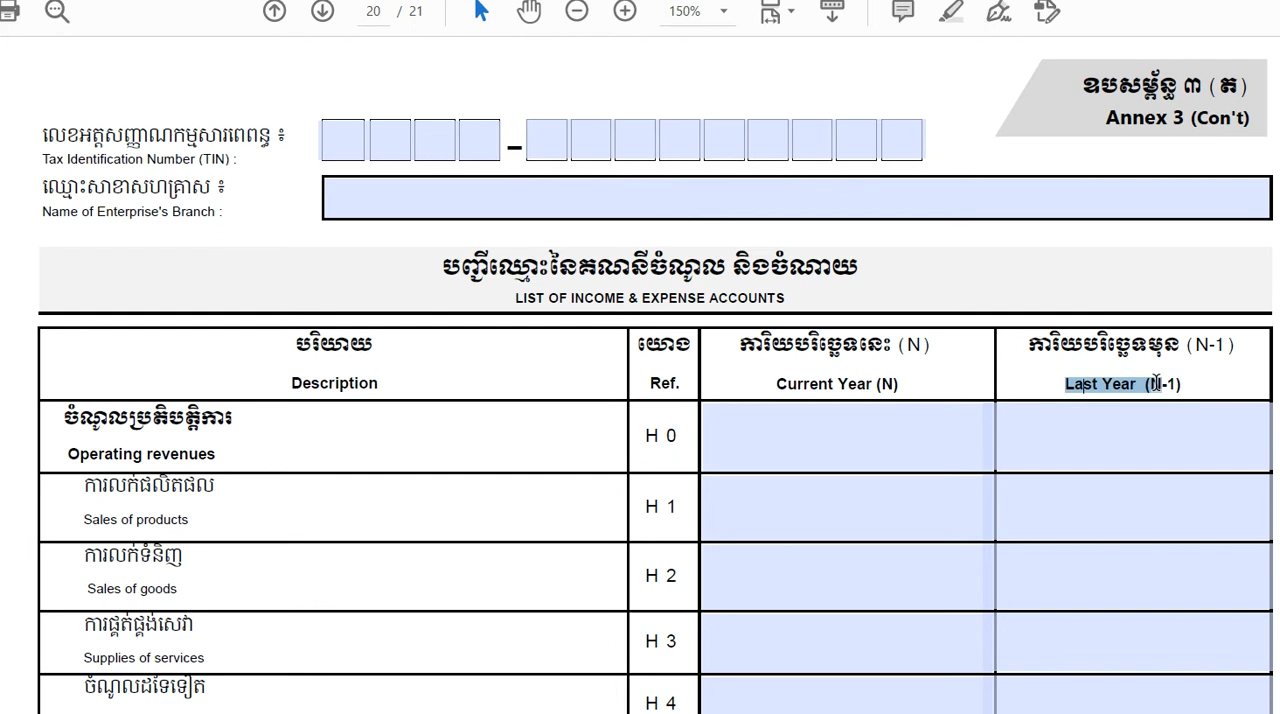 20 / 21
150%
ឧបសម្ព័ន្ធ ៣ (ត)
Annex 3 (Con't)
លេខអត្តសញ្ញាណកម្មសារពេពន្ធ ៖
Tax Identification Number (TIN) :
ឈ្មោះសាខាសហគ្រាស ៖
Name of Enterprise's Branch :
បញ្ជីឈ្មោះនៃគណនីចំណូល និងចំណាយ
LIST OF INCOME & EXPENSE ACCOUNTS
បរិយាយ យោង ការិយបរិច្ឆេទនេះ (N) ការិយបរិច្ឆេទមុន (N-1)
Description Ref. Current Year (N) Last Year (N-1)
ចំណូលប្រតិបត្តិការ
H 0
Operating revenues
ការលក់ផលិតផល
H 1
Sales of products
ការលក់ទំនិញ
H 2
Sales of goods
ការផ្គត់ផ្គង់សេវា
H 3
Supplies of services
ចំណូលដទៃទៀត
H 4